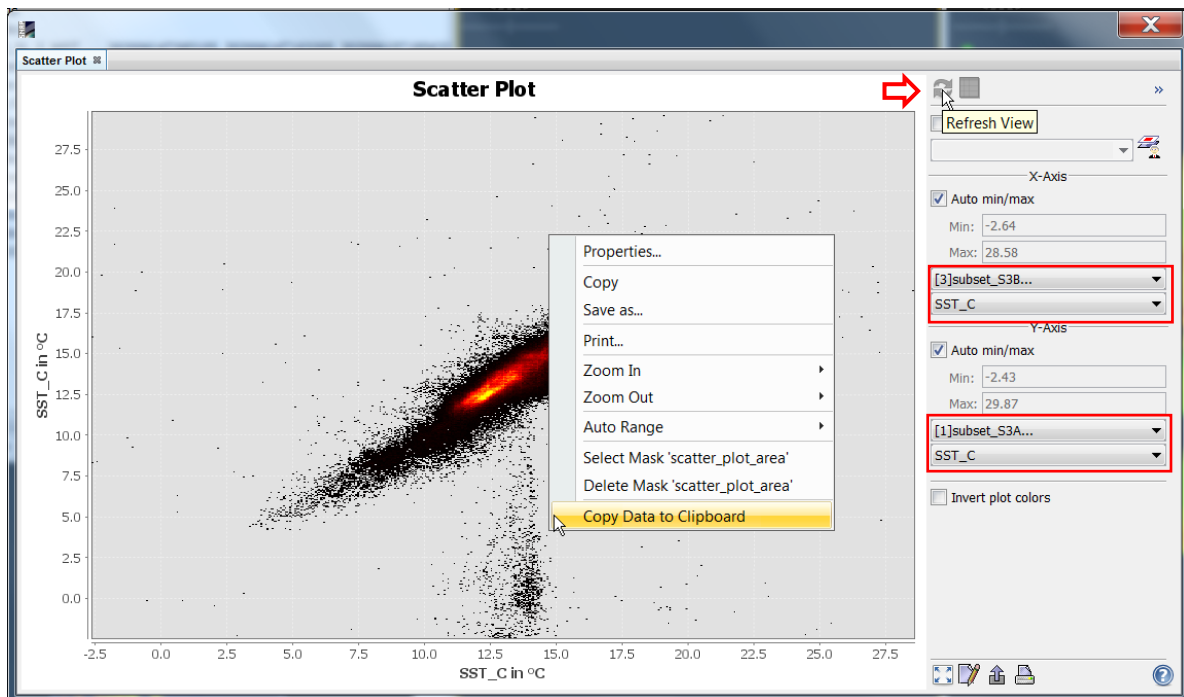 Scatter Plot
Scatter Plot
Refresh View
»
X-Axis
Auto min/max
Min: -2.64
Max: 28.58
[3]subset_S3B...
SST_C
Y-Axis
Auto min/max
Min: -2.43
Max: 29.87
[1]subset_S3A...
SST_C
Invert plot colors
27.5
25.0
22.5
20.0
17.5
15.0
12.5
10.0
7.5
5.0
2.5
0.0
SST_C in °C
-2.5 0.0 2.5 5.0 7.5 10.0 12.5 15.0 17.5 20.0 22.5 25.0 27.5
SST_C in °C
Properties...
Copy
Save as...
Print...
Zoom In
Zoom Out
Auto Range
Select Mask 'scatter_plot_area'
Delete Mask 'scatter_plot_area'
Copy Data to Clipboard